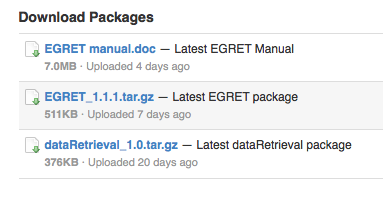 Download Packages
EGRET manual.doc — Latest EGRET Manual
7.0MB · Uploaded 4 days ago
EGRET_1.1.1.tar.gz — Latest EGRET package
511KB · Uploaded 7 days ago
dataRetrieval_1.0.tar.gz — Latest dataRetrieval package
376KB · Uploaded 20 days ago